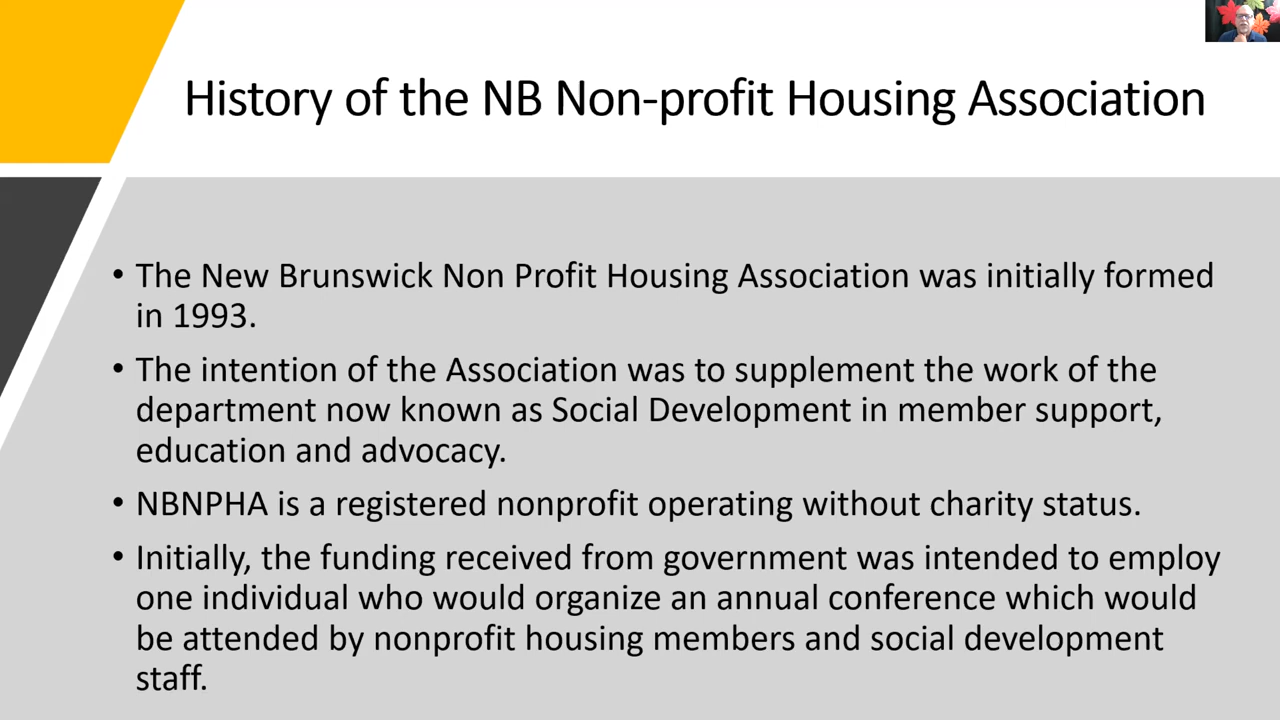 History of the NB Non-profit Housing Association
• The New Brunswick Non Profit Housing Association was initially formed
in 1993.
• The intention of the Association was to supplement the work of the
department now known as Social Development in member support,
education and advocacy.
• NBNPHA is a registered nonprofit operating without charity status.
• Initially, the funding received from government was intended to employ
one individual who would organize an annual conference which would
be attended by nonprofit housing members and social development
staff.